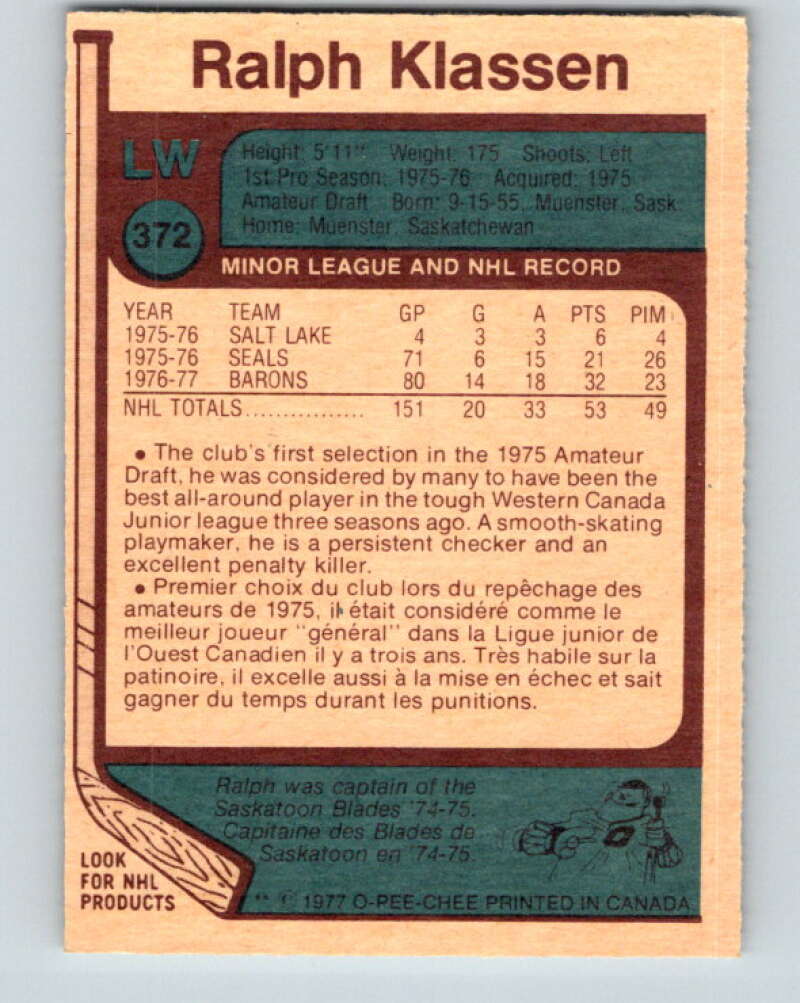 Ralph Klassen
LW
Height: 5'11" Weight: 175 Shoots: Left
1st Pro Season: 1975-76 Acquired: 1975
Amateur Draft Born: 9-15-55, Muenster, Sask.
Home: Muenster, Saskatchewan
372
MINOR LEAGUE AND NHL RECORD
YEAR TEAM GP G A PTS PIM
1975-76 SALT LAKE 4 3 3 6 4
1975-76 SEALS 71 6 15 21 26
1976-77 BARONS 80 14 18 32 23
NHL TOTALS................ 151 20 33 53 49
• The club's first selection in the 1975 Amateur
Draft, he was considered by many to have been the
best all-around player in the tough Western Canada
Junior league three seasons ago. A smooth-skating
playmaker, he is a persistent checker and an
excellent penalty killer.
• Premier choix du club lors du repêchage des
amateurs de 1975, il était considéré comme le
meilleur joueur "général" dans la Ligue junior de
l'Ouest Canadien il y a trois ans. Très habile sur la
patinoire, il excelle aussi à la mise en échec et sait
gagner du temps durant les punitions.
Ralph was captain of the
Saskatoon Blades '74-75.
Capitaine des Blades de
Saskatoon en '74-75.
LOOK
FOR NHL
PRODUCTS
** © 1977 O-PEE-CHEE PRINTED IN CANADA